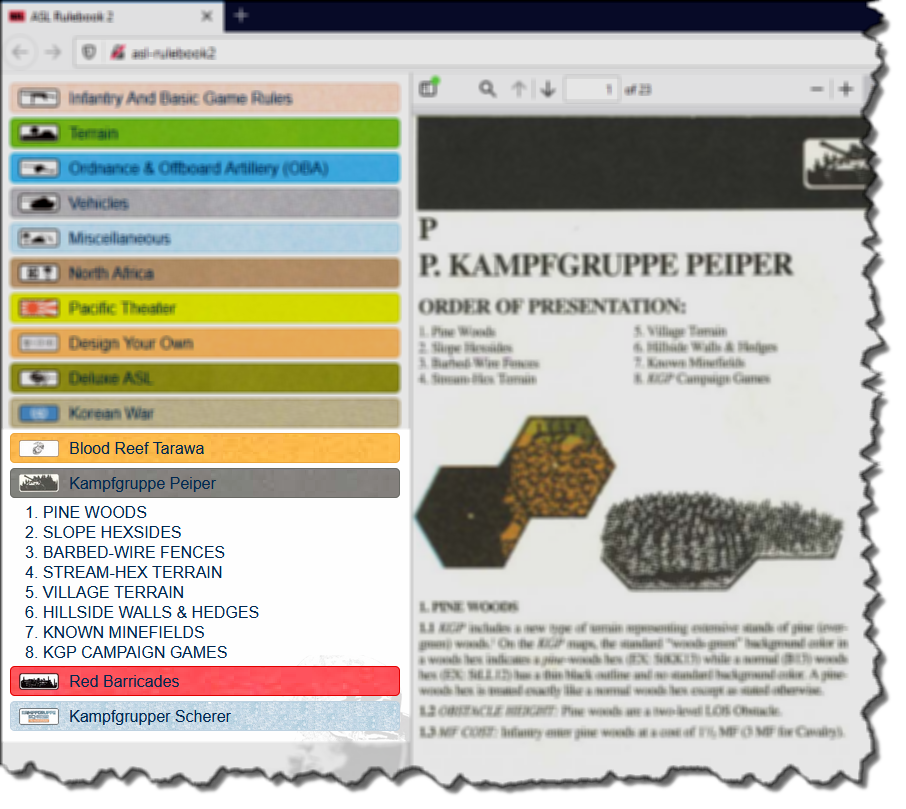 ASL Rulebook 2
asl-rulebook2
Infantry And Basic Game Rules
Terrain
Ordnance & Offboard Artillery (OBA)
Vehicles
Miscellaneous
North Africa
Pacific Theater
Design Your Own
Deluxe ASL
Korean War
Blood Reef Tarawa
Kampfgruppe Peiper
1. PINE WOODS
2. SLOPE HEXSIDES
3. BARBED-WIRE FENCES
4. STREAM-HEX TERRAIN
5. VILLAGE TERRAIN
6. HILLSIDE WALLS & HEDGES
7. KNOWN MINEFIELDS
8. KGP CAMPAIGN GAMES
Red Barricades
Kampfgrupper Scherer
1 of 23
P
P. KAMPFGRUPPE PEIPER
ORDER OF PRESENTATION:
1. Pine Woods
2. Slope Hexsides
3. Barbed-Wire Fences
4. Stream-Hex Terrain
5. Village Terrain
6. Hillside Walls & Hedges
7. Known Minefields
8. KGP Campaign Games
1. PINE WOODS
1.1 KGP includes a new type of terrain representing extensive stands of pine (ever-
green) woods. On the KGP maps, the standard "woods-green" background color in
a woods hex indicates a pine-woods hex (EX: ) while a normal (B13) woods
hex (EX: ) has a thin black outline and no standard background color. A pine-
woods hex is treated exactly like a normal woods hex except as stated otherwise.
1.2 OBSTACLE HEIGHT: Pine woods are a two-level LOS Obstacle.
1.3 MF COST: Infantry enter pine woods at a cost of 1½ MF (3 MF for Cavalry).